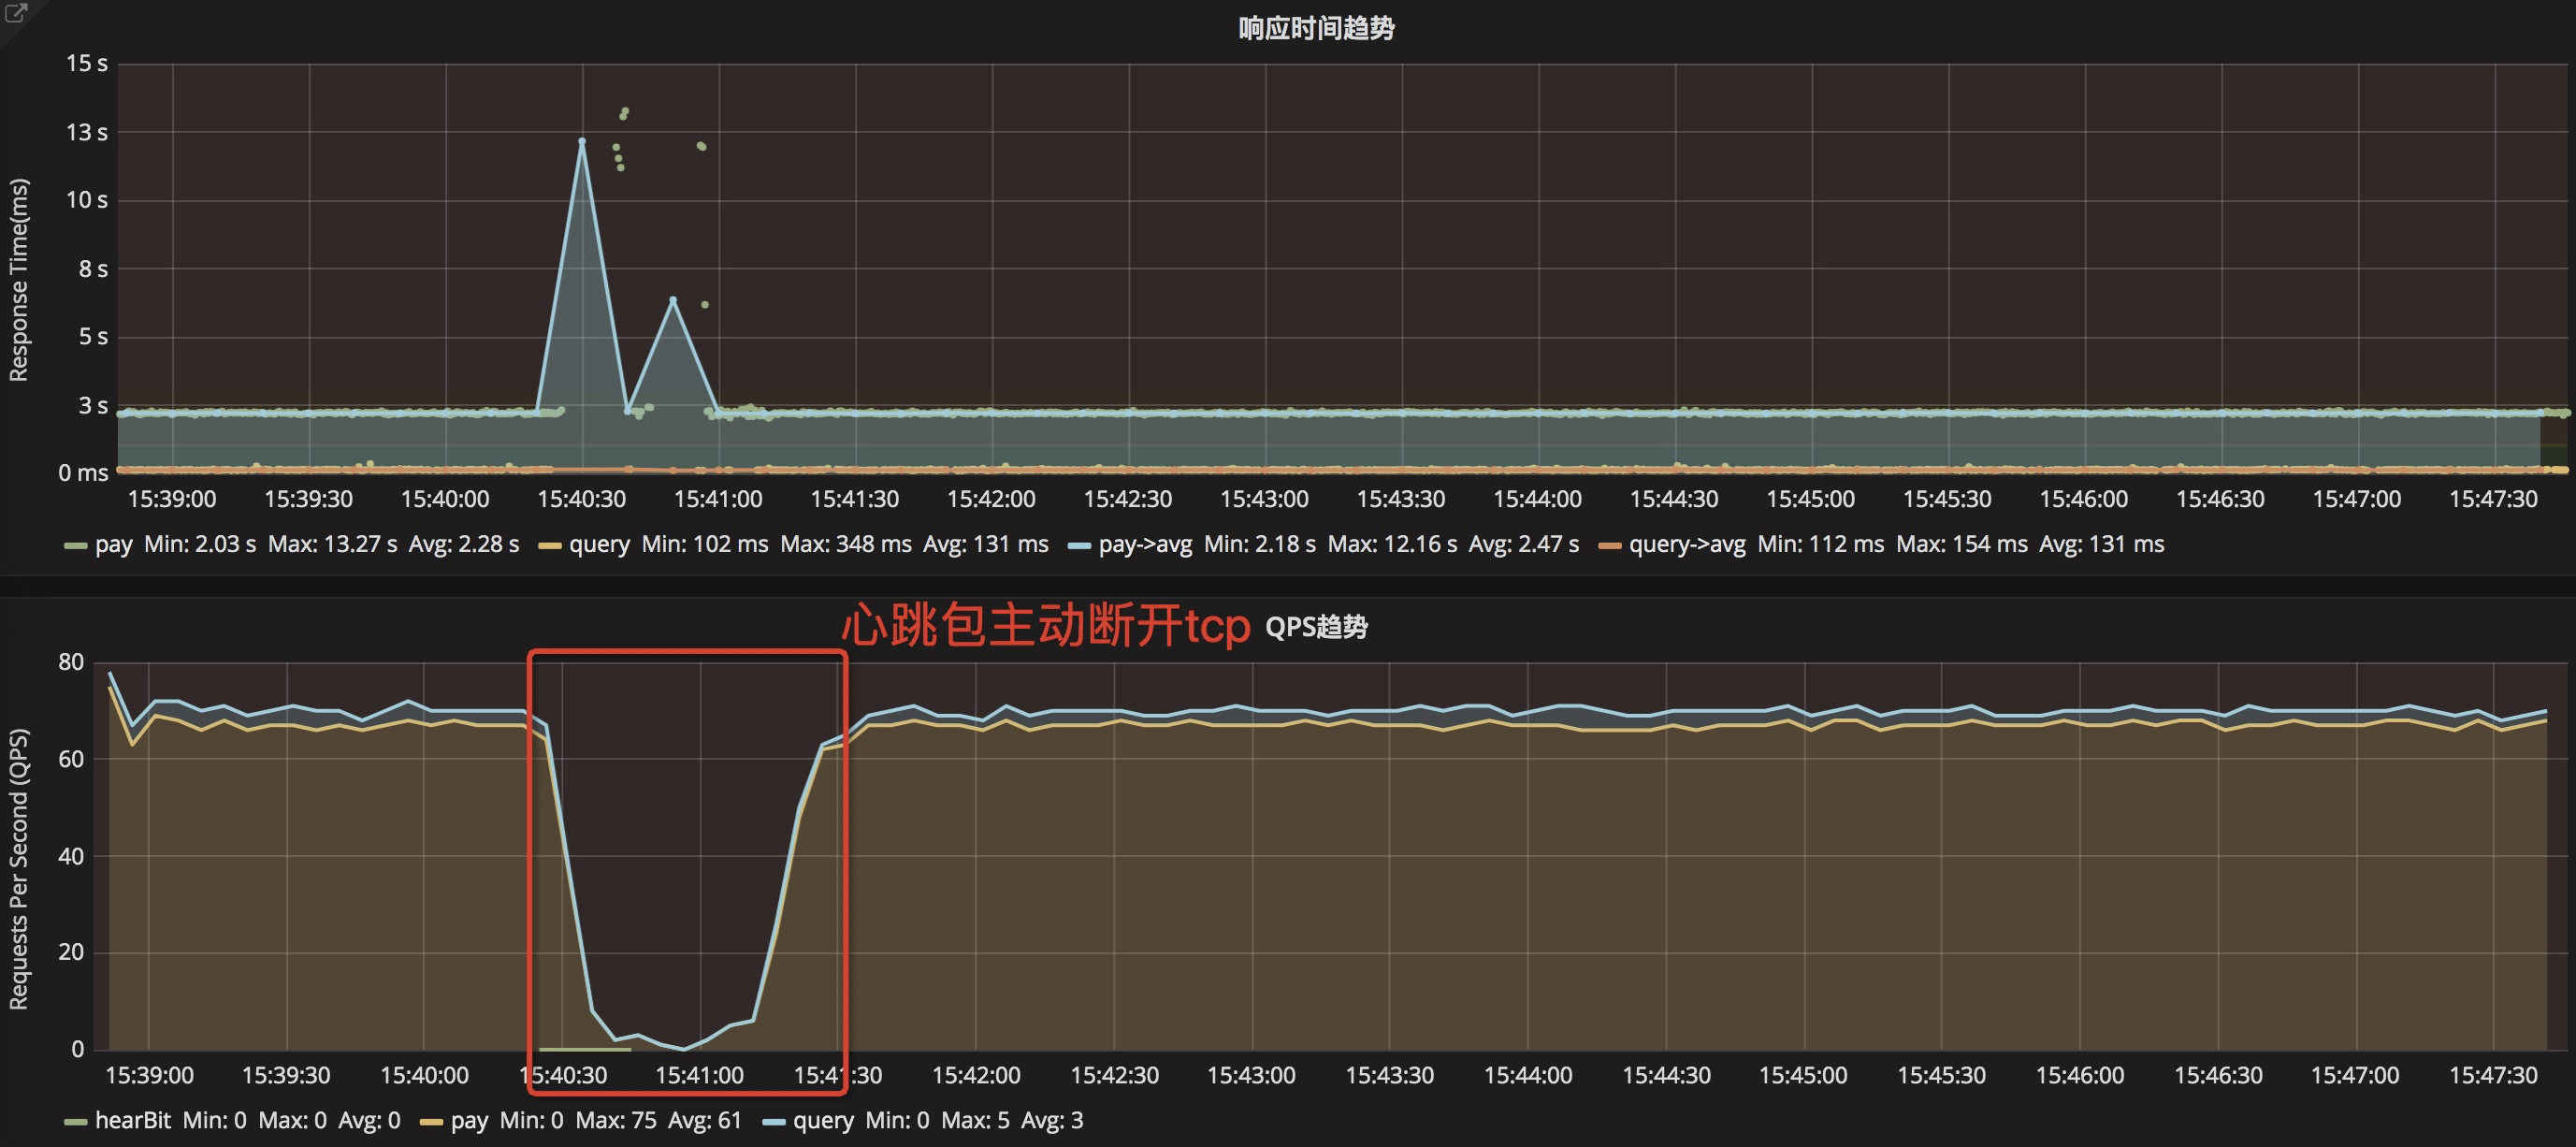 响应时间趋势
15 s
13 s
10 s
8 s
5 s
3 s
0 ms
Response Time(ms)
15:39:00 15:39:30 15:40:00 15:40:30 15:41:00 15:41:30 15:42:00 15:42:30 15:43:00 15:43:30 15:44:00 15:44:30 15:45:00 15:45:30 15:46:00 15:46:30 15:47:00 15:47:30
pay Min: 2.03 s Max: 13.27 s Avg: 2.28 s query Min: 102 ms Max: 348 ms Avg: 131 ms pay->avg Min: 2.18 s Max: 12.16 s Avg: 2.47 s query->avg Min: 112 ms Max: 154 ms Avg: 131 ms
心跳包主动断开tcp QPS趋势
80
60
40
20
0
Requests Per Second (QPS)
15:39:00 15:39:30 15:40:00 15:40:30 15:41:00 15:41:30 15:42:00 15:42:30 15:43:00 15:43:30 15:44:00 15:44:30 15:45:00 15:45:30 15:46:00 15:46:30 15:47:00 15:47:30
hearBit Min: 0 Max: 0 Avg: 0 pay Min: 0 Max: 75 Avg: 61 query Min: 0 Max: 5 Avg: 3